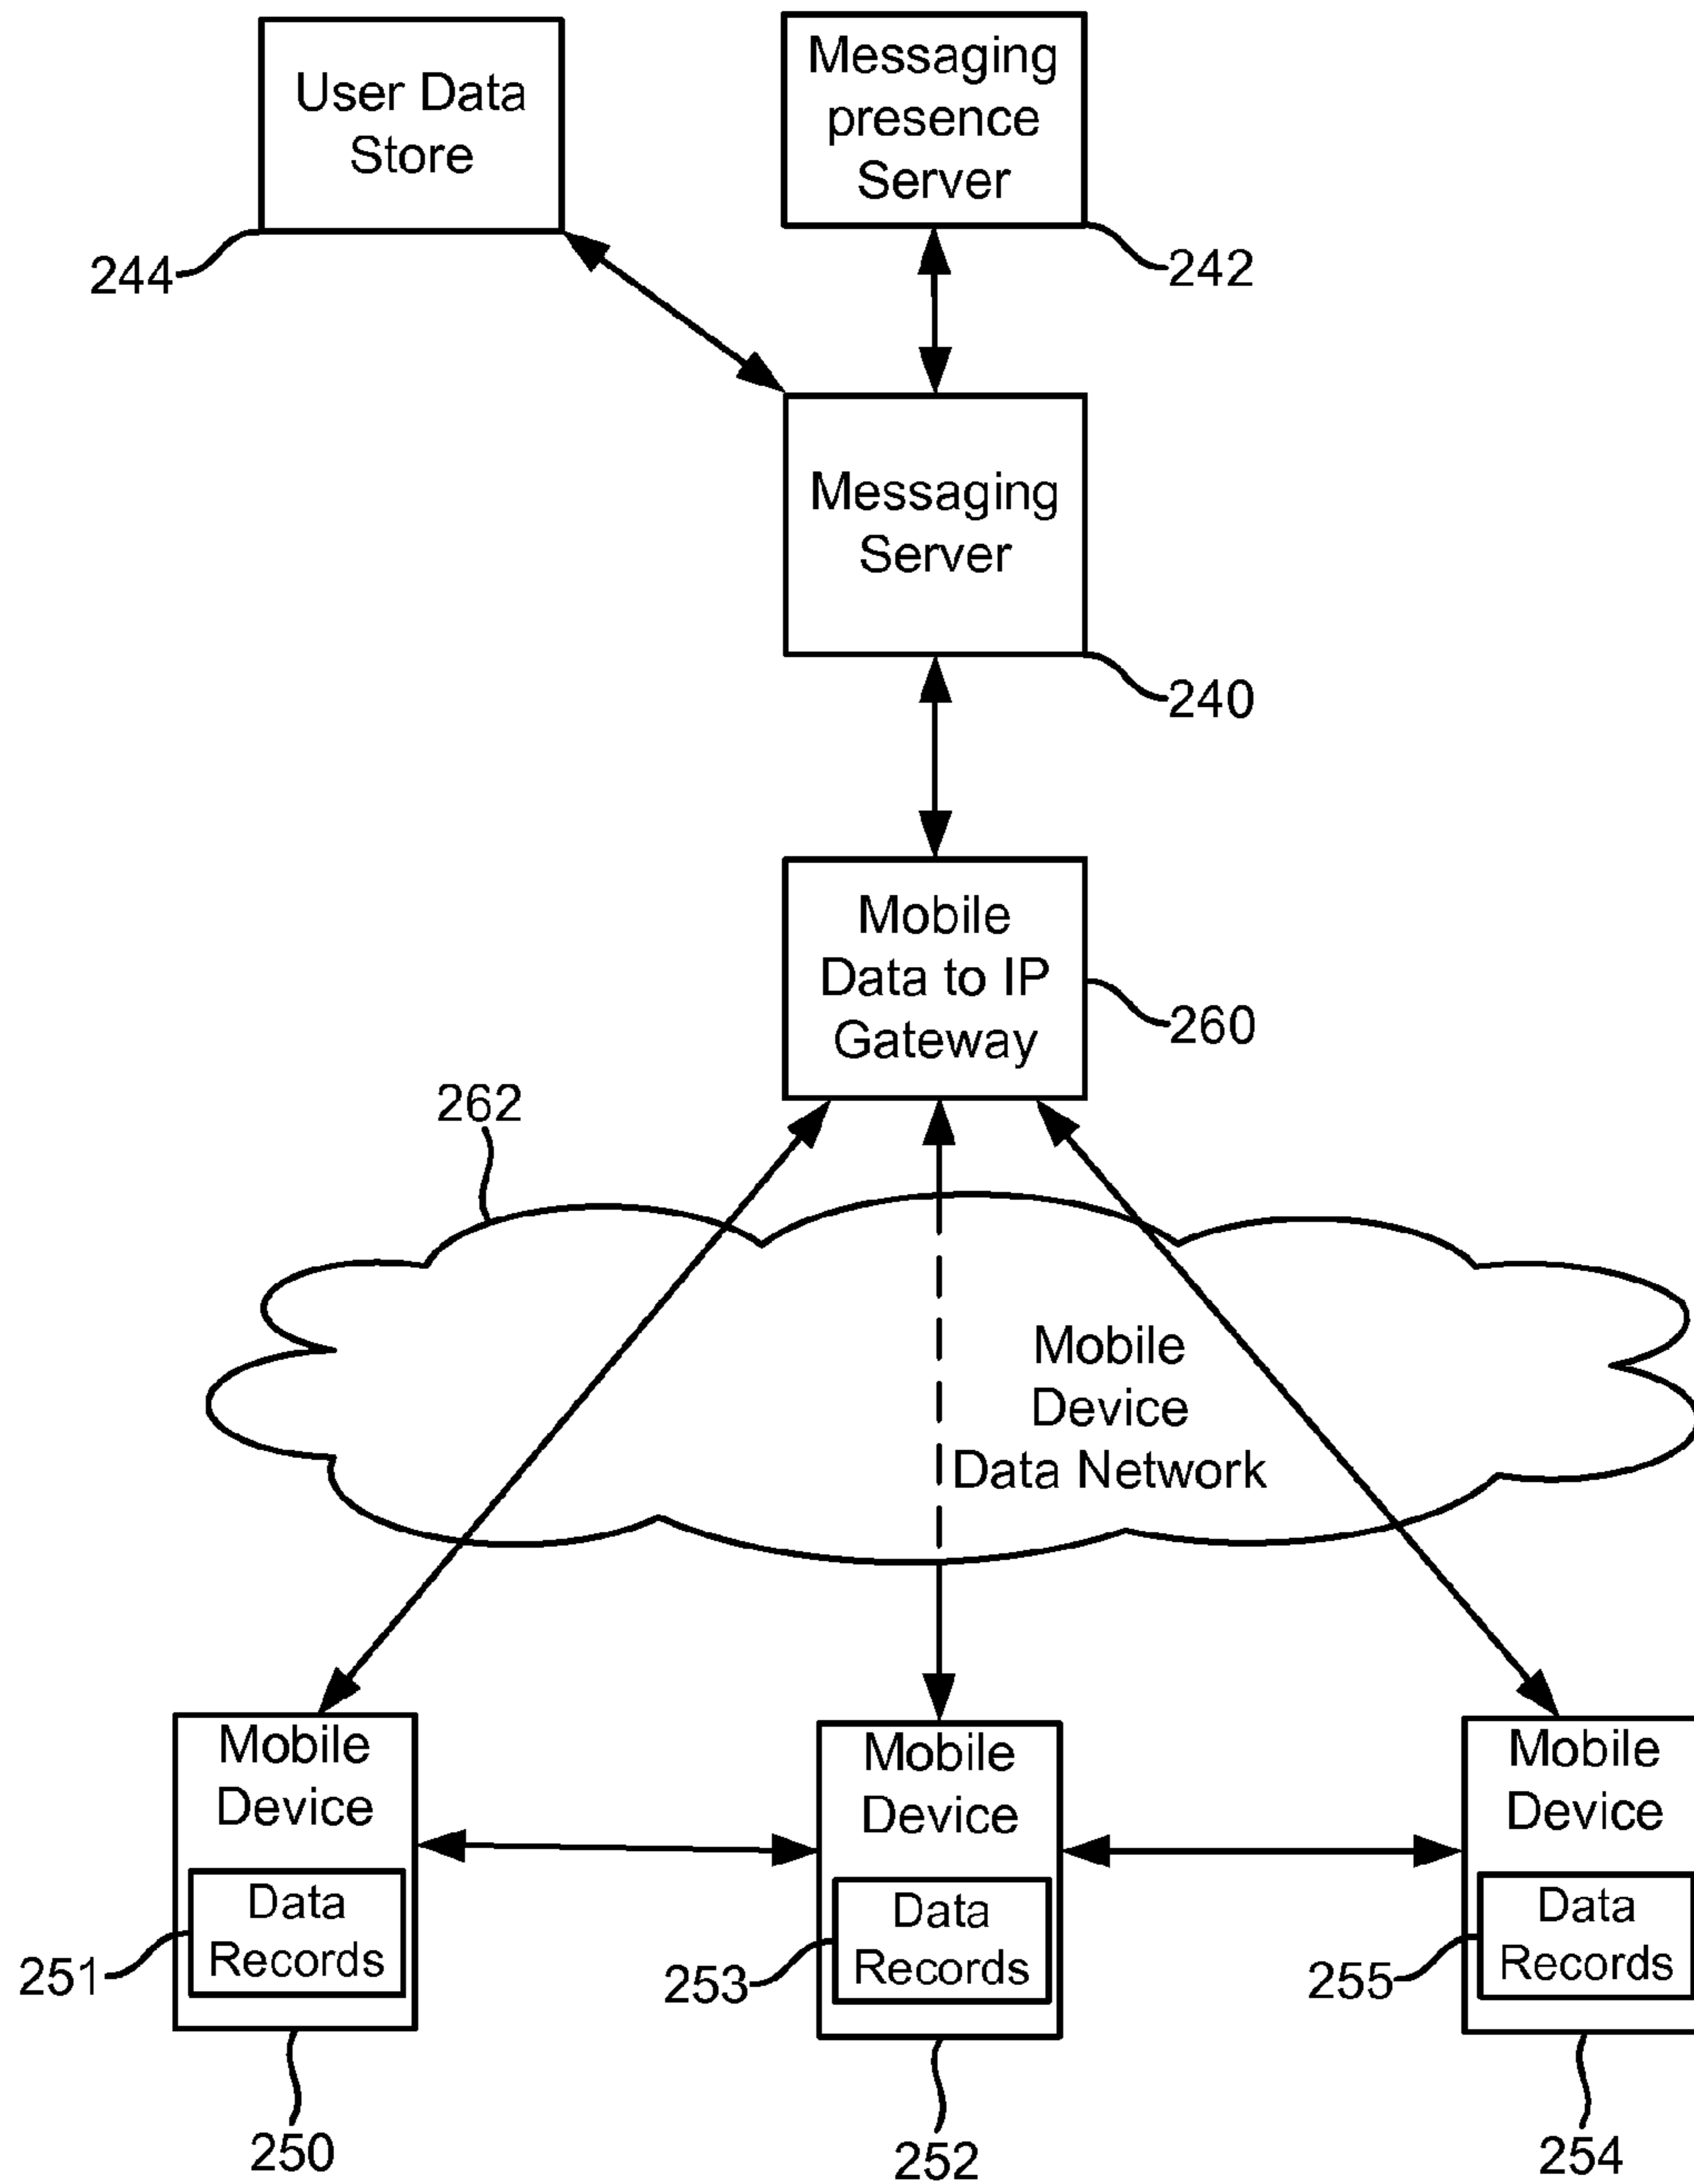 User Data
Store
Messaging
presence
Server
244
242
Messaging
Server
240
Mobile
Data to IP
Gateway
260
262
Mobile
Device
Data Network
Mobile
Device
Data
Records
251
250
Mobile
Device
Data
Records
253
252
Mobile
Device
Data
Records
255
254